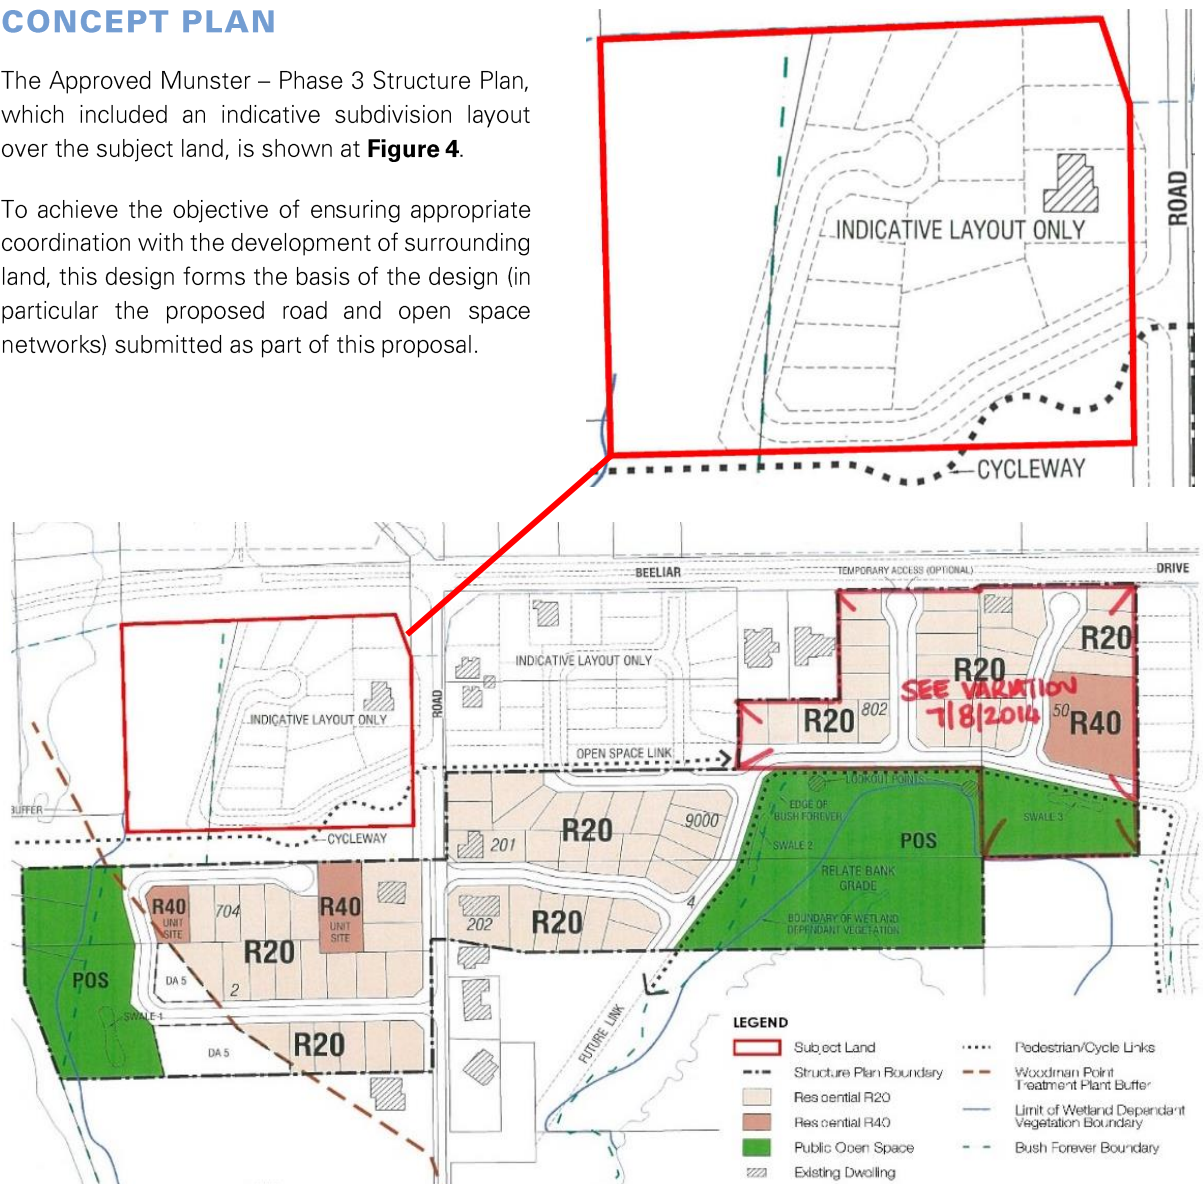 CONCEPT PLAN
The Approved Munster – Phase 3 Structure Plan,
which included an indicative subdivision layout
over the subject land, is shown at Figure 4.
To achieve the objective of ensuring appropriate
coordination with the development of surrounding
land, this design forms the basis of the design (in
particular the proposed road and open space
networks) submitted as part of this proposal.
INDICATIVE LAYOUT ONLY
ROAD
CYCLEWAY
BEELIAR
TEMPORARY ACCESS (OPTIONAL)
DRIVE
INDICATIVE LAYOUT ONLY
R20
R20
SEE VARIATION
7/8/2014
ROAD
INDICATIVE LAYOUT ONLY
R20
802
50
R40
OPEN SPACE LINK
LOOKOUT POINTS
BUFFER
EDGE OF
BUSH FOREVER
SWALE 3
9000
R20
CYCLEWAY
201
SWALE 2
POS
RELATE BANK
GRADE
R40
UNIT
SITE
704
R40
UNIT
SITE
4
202
R20
BOUNDARY OF WETLAND
DEPENDANT VEGETATION
R20
POS
DA 5
2
SWALE 1
DA 5
R20
FUTURE LINK
LEGEND
Subject Land
Structure Plan Boundary
Residential R20
Residential R40
Public Open Space
Existing Dwelling
Pedestrian/Cycle Links
Woodman Point
Treatment Plant Buffer
Limit of Wetland Dependant
Vegetation Boundary
Bush Forever Boundary